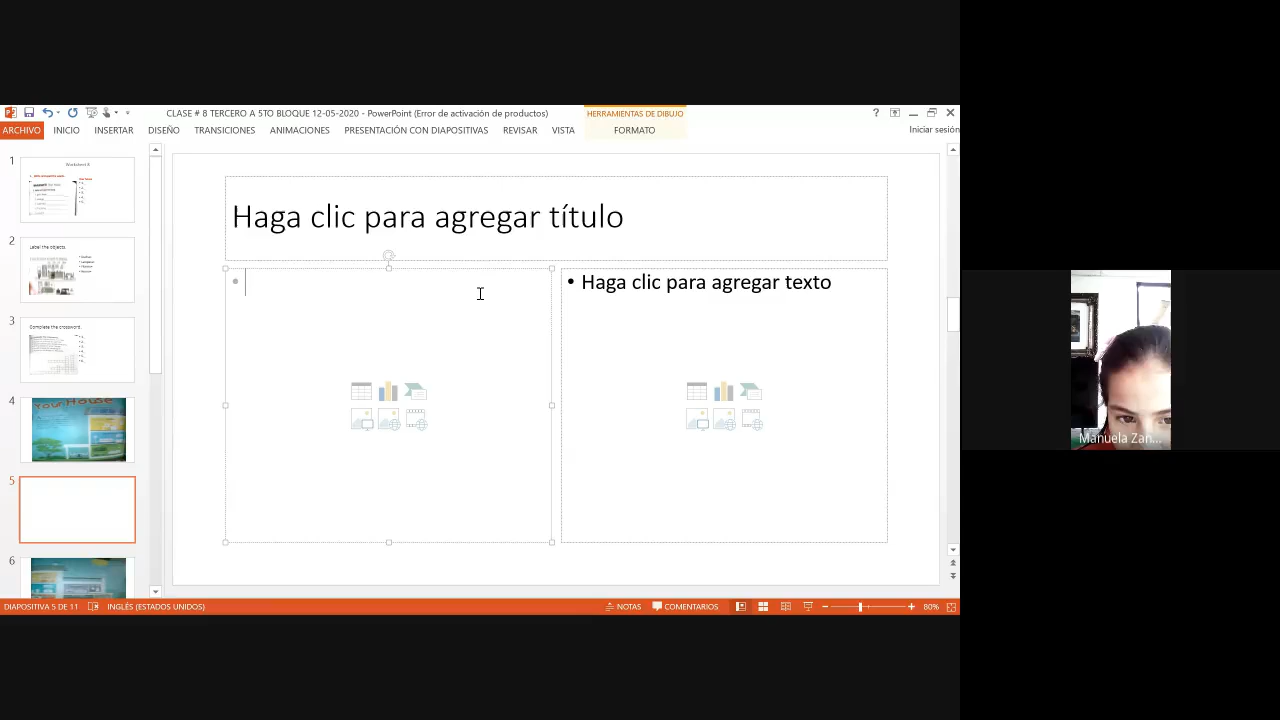 CLASE # 8 TERCERO A 5TO BLOQUE 12-05-2020 - PowerPoint (Error de activación de productos)
HERRAMIENTAS DE DIBUJO
?
ARCHIVO INICIO INSERTAR DISEÑO TRANSICIONES ANIMACIONES PRESENTACIÓN CON DIAPOSITIVAS REVISAR VISTA FORMATO Iniciar sesión
1
Worksheet 8
2
Label the objects.
3
Complete the crossword.
4
Your House
5
6
Haga clic para agregar título
• Haga clic para agregar texto
Manuela Zan...
DIAPOSITIVA 5 DE 11 INGLÉS (ESTADOS UNIDOS) NOTAS COMENTARIOS 80%